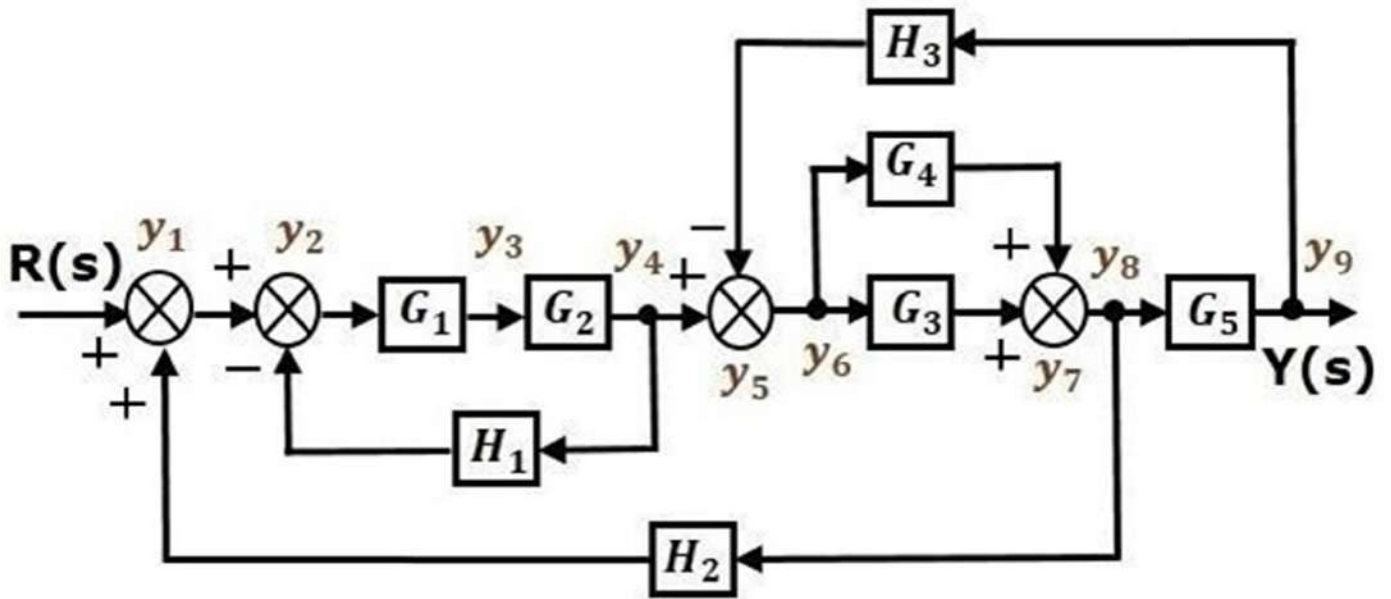 H₃
G₄
y₁
y₂
y₃
y₄
−
+
y₈
y₉
R(s)
+
+
G₁
G₂
G₃
G₅
+
−
y₅
y₆
+
y₇
Y(s)
+
H₁
H₂